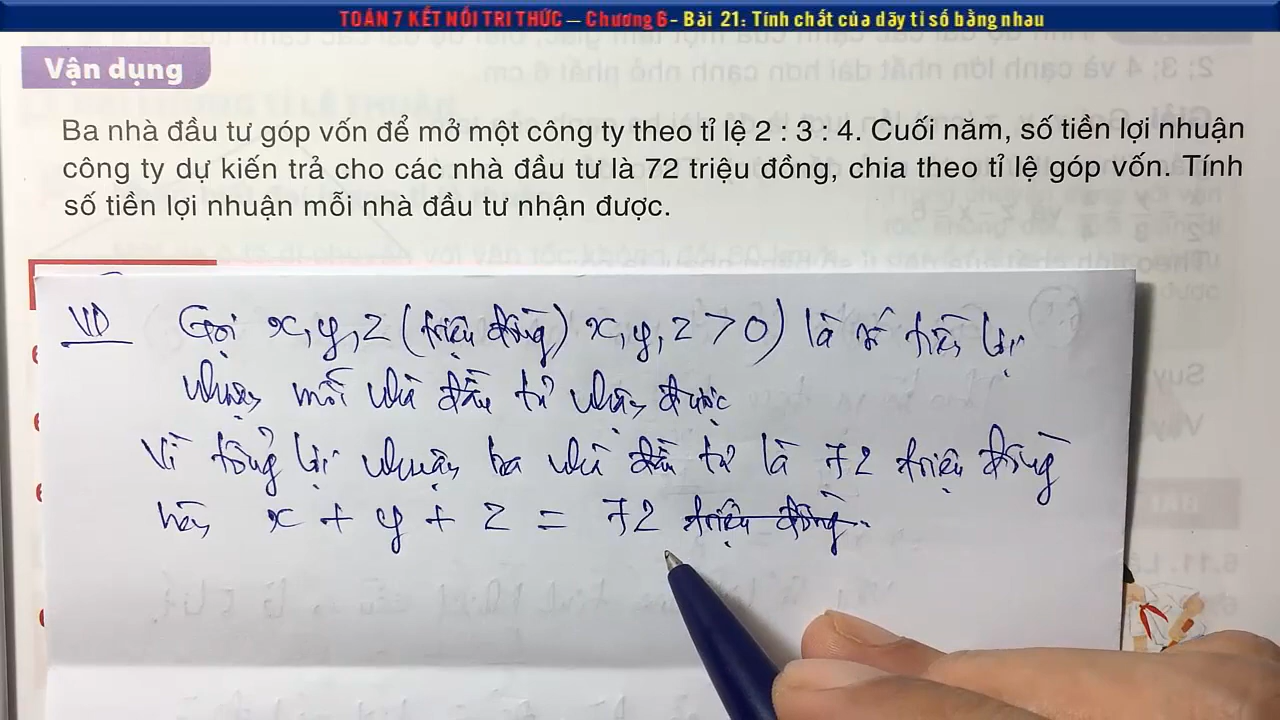 TOÁN 7 KẾT NỐI TRI THỨC – Chương 6- Bài 21: Tính chất của dãy tỉ số bằng nhau
Vận dụng
Ba nhà đầu tư góp vốn để mở một công ty theo tỉ lệ 2 : 3 : 4. Cuối năm, số tiền lợi nhuận
công ty dự kiến trả cho các nhà đầu tư là 72 triệu đồng, chia theo tỉ lệ góp vốn. Tính
số tiền lợi nhuận mỗi nhà đầu tư nhận được.
VD Gọi x, y, z (triệu đồng) x, y, z > 0) là số tiền lợi
nhuận mỗi nhà đầu tư nhận được
Vì tổng lợi nhuận ba nhà đầu tư là 72 triệu đồng
nên x + y + z = 72 triệu đồng